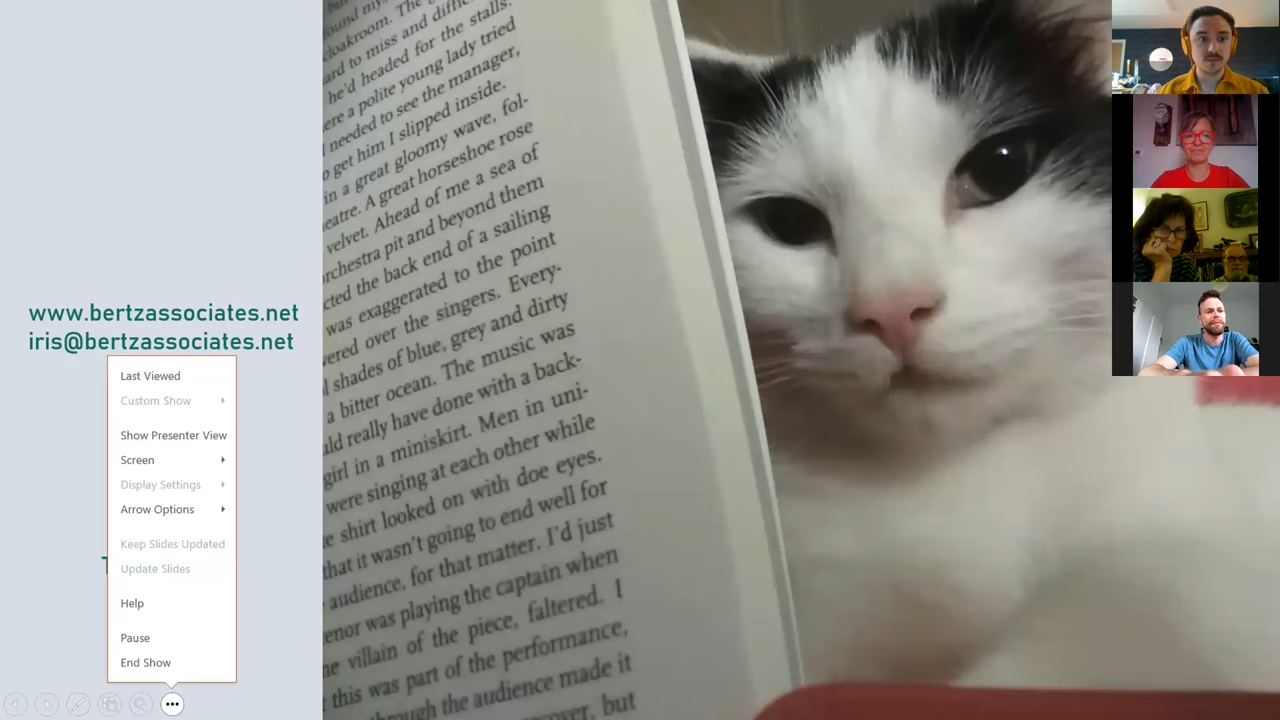 www.bertzassociates.net
iris@bertzassociates.net
Last Viewed
Custom Show
Show Presenter View
Screen
Display Settings
Arrow Options
Keep Slides Updated
Update Slides
Help
Pause
End Show
T
cloakroom. The
to miss and
he'd headed for the stalls.
a polite young lady tried
needed to see the manager,
get him I slipped inside.
in a great gloomy wave, fol-
A great horseshoe rose
velvet. Ahead of me a sea of
pit and beyond them
the back end of a sailing
was exaggerated to the point
over the singers. Every-
shades of blue, grey and dirty
a bitter ocean. The music was
really have done with a back-
girl in a miniskirt. Men in uni-
were singing at each other while
shirt looked on with doe eyes.
that it wasn't going to end well for
audience, for that matter. I'd just
was playing the captain when
villain of the piece, faltered. I
this was part of the performance,
through the audience made it
but